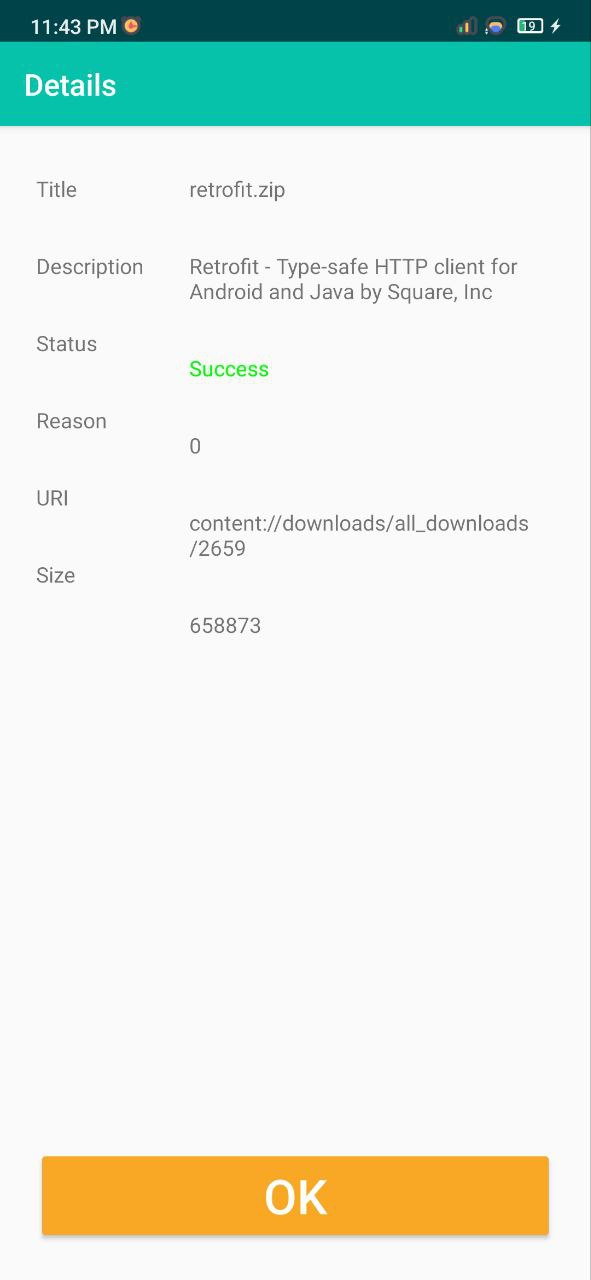 11:43 PM
19
Details
Title
retrofit.zip
Description
Retrofit - Type-safe HTTP client for
Android and Java by Square, Inc
Status
Success
Reason
0
URI
content://downloads/all_downloads
/2659
Size
658873
OK